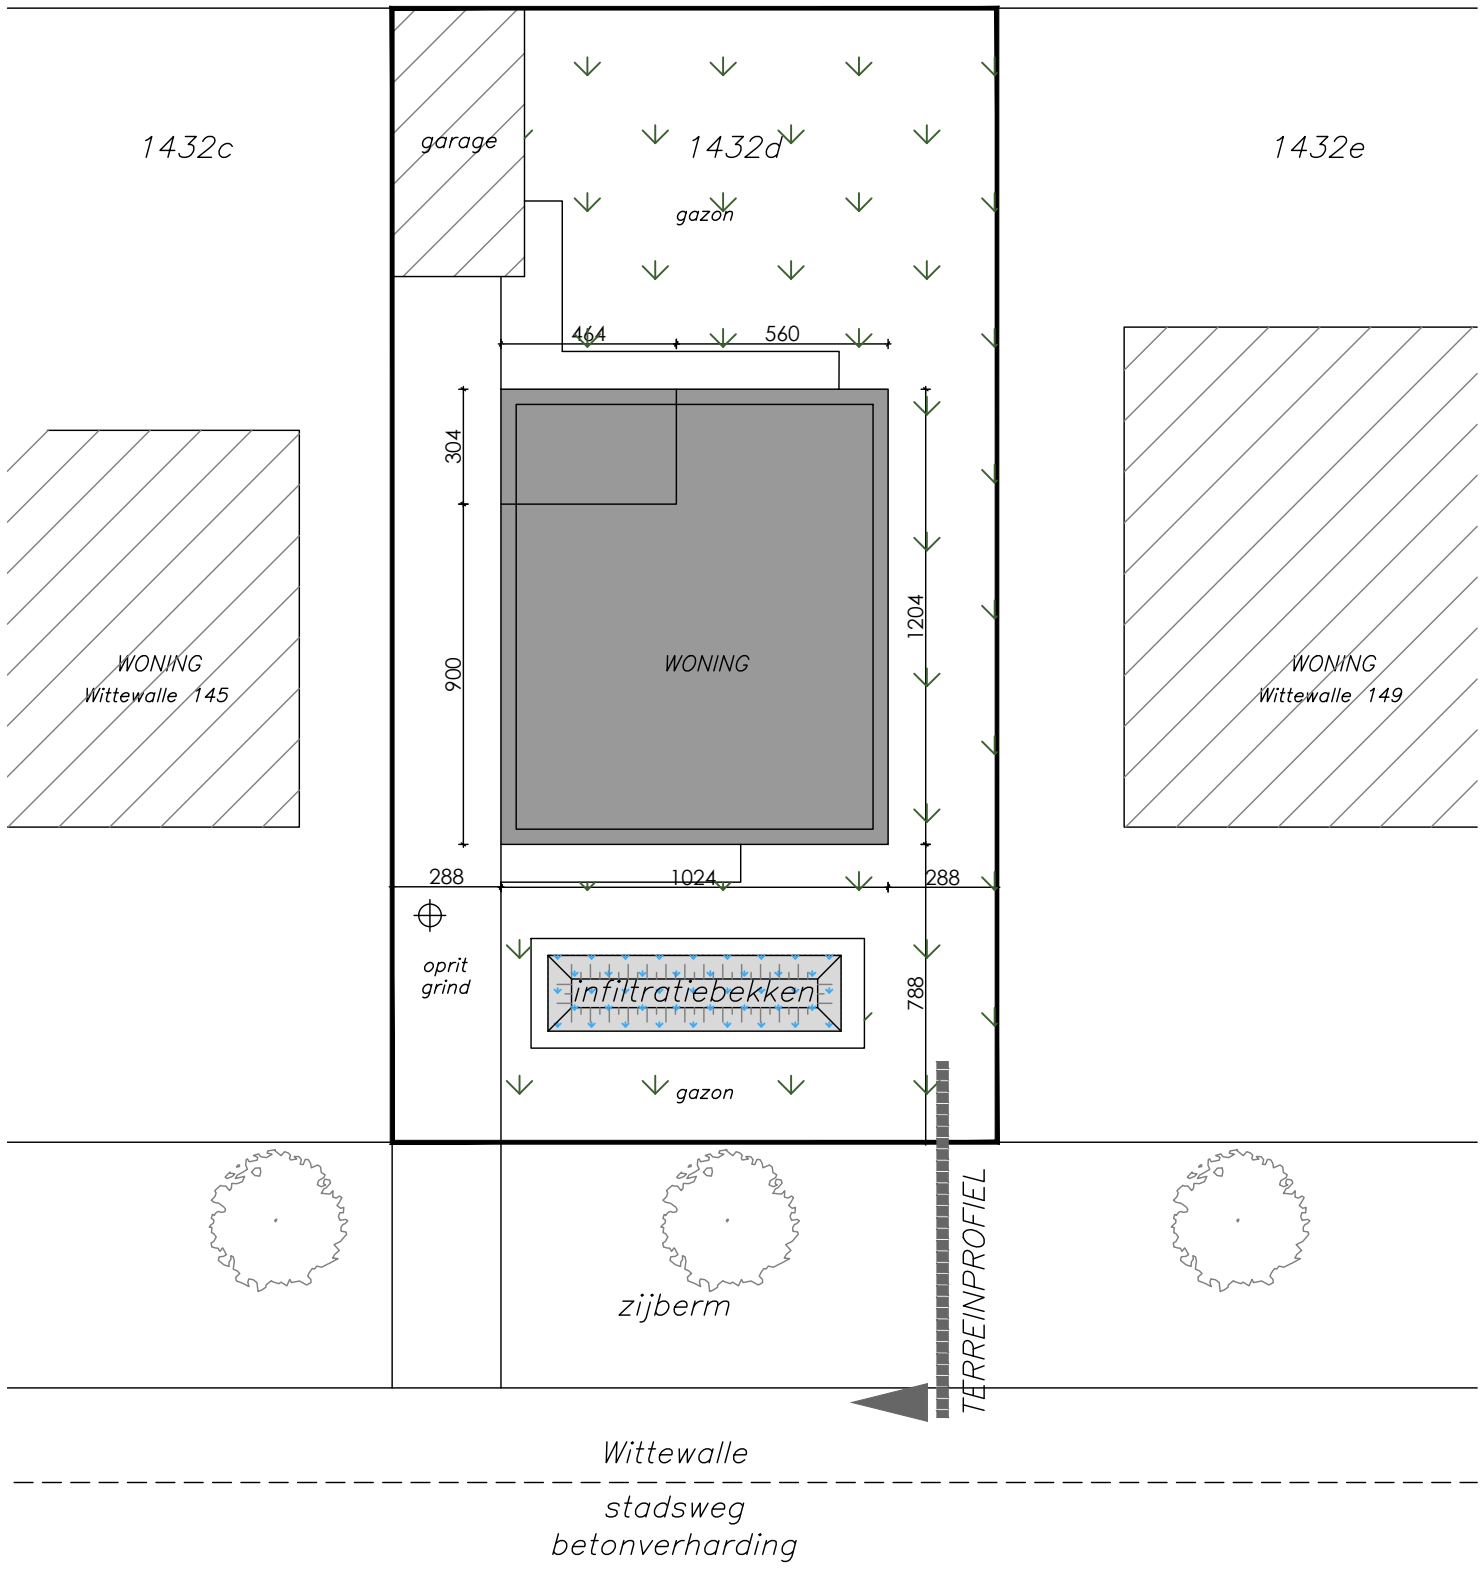 garage
1432c
1432d
1432e
gazon
464
560
304
1204
WONING
Wittewalle 145
WONING
WONING
Wittewalle 149
900
288
1024
288
oprit
grind
infiltratiebekken
788
gazon
TERREINPROFIEL
zijberm
Wittewalle
stadsweg
betonverharding